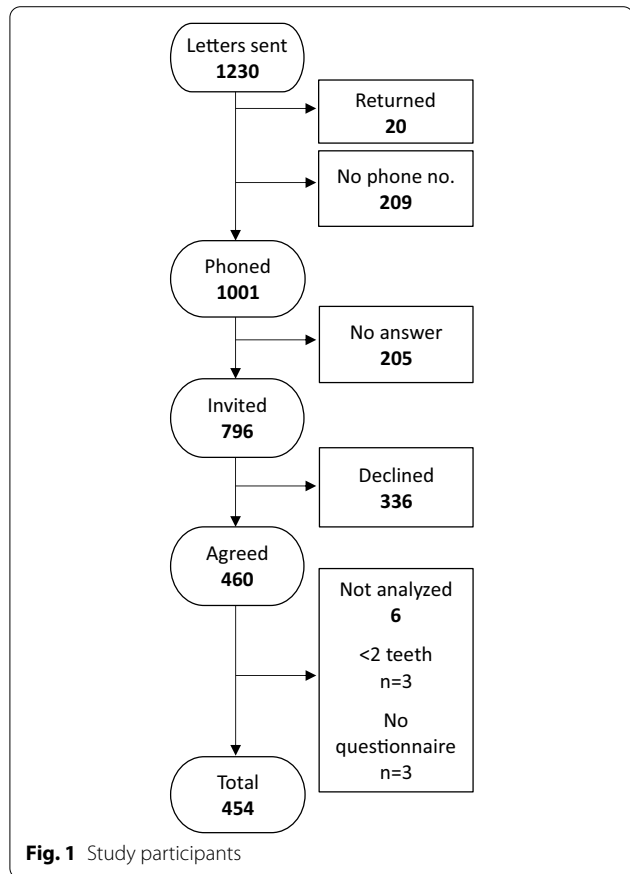 Letters sent
1230
Returned
20
No phone no.
209
Phoned
1001
No answer
205
Invited
796
Declined
336
Agreed
460
Not analyzed
6
<2 teeth
n=3
No
questionnaire
n=3
Total
454
Fig. 1 Study participants